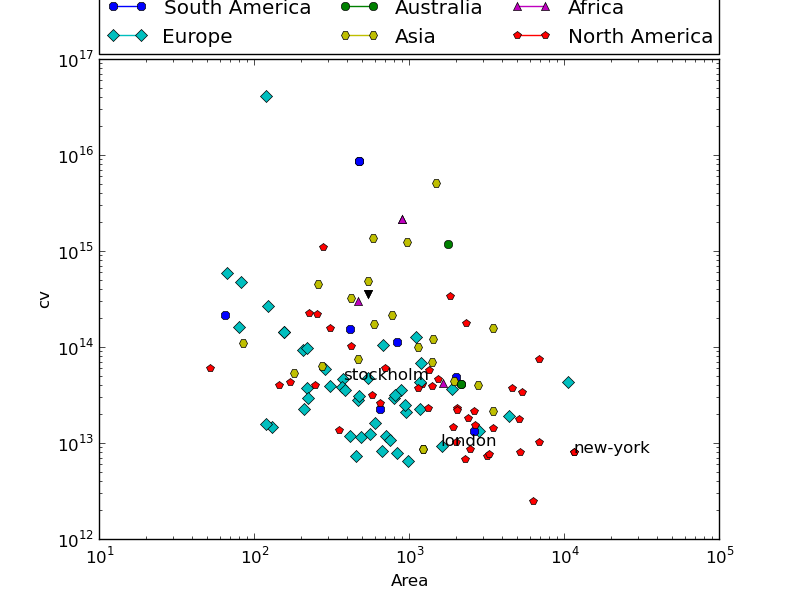 South America Australia Africa
Europe Asia North America
10^17
10^16
10^15
10^14
10^13
10^12
cv
stockholm
london
new-york
10^1 10^2 10^3 10^4 10^5
Area